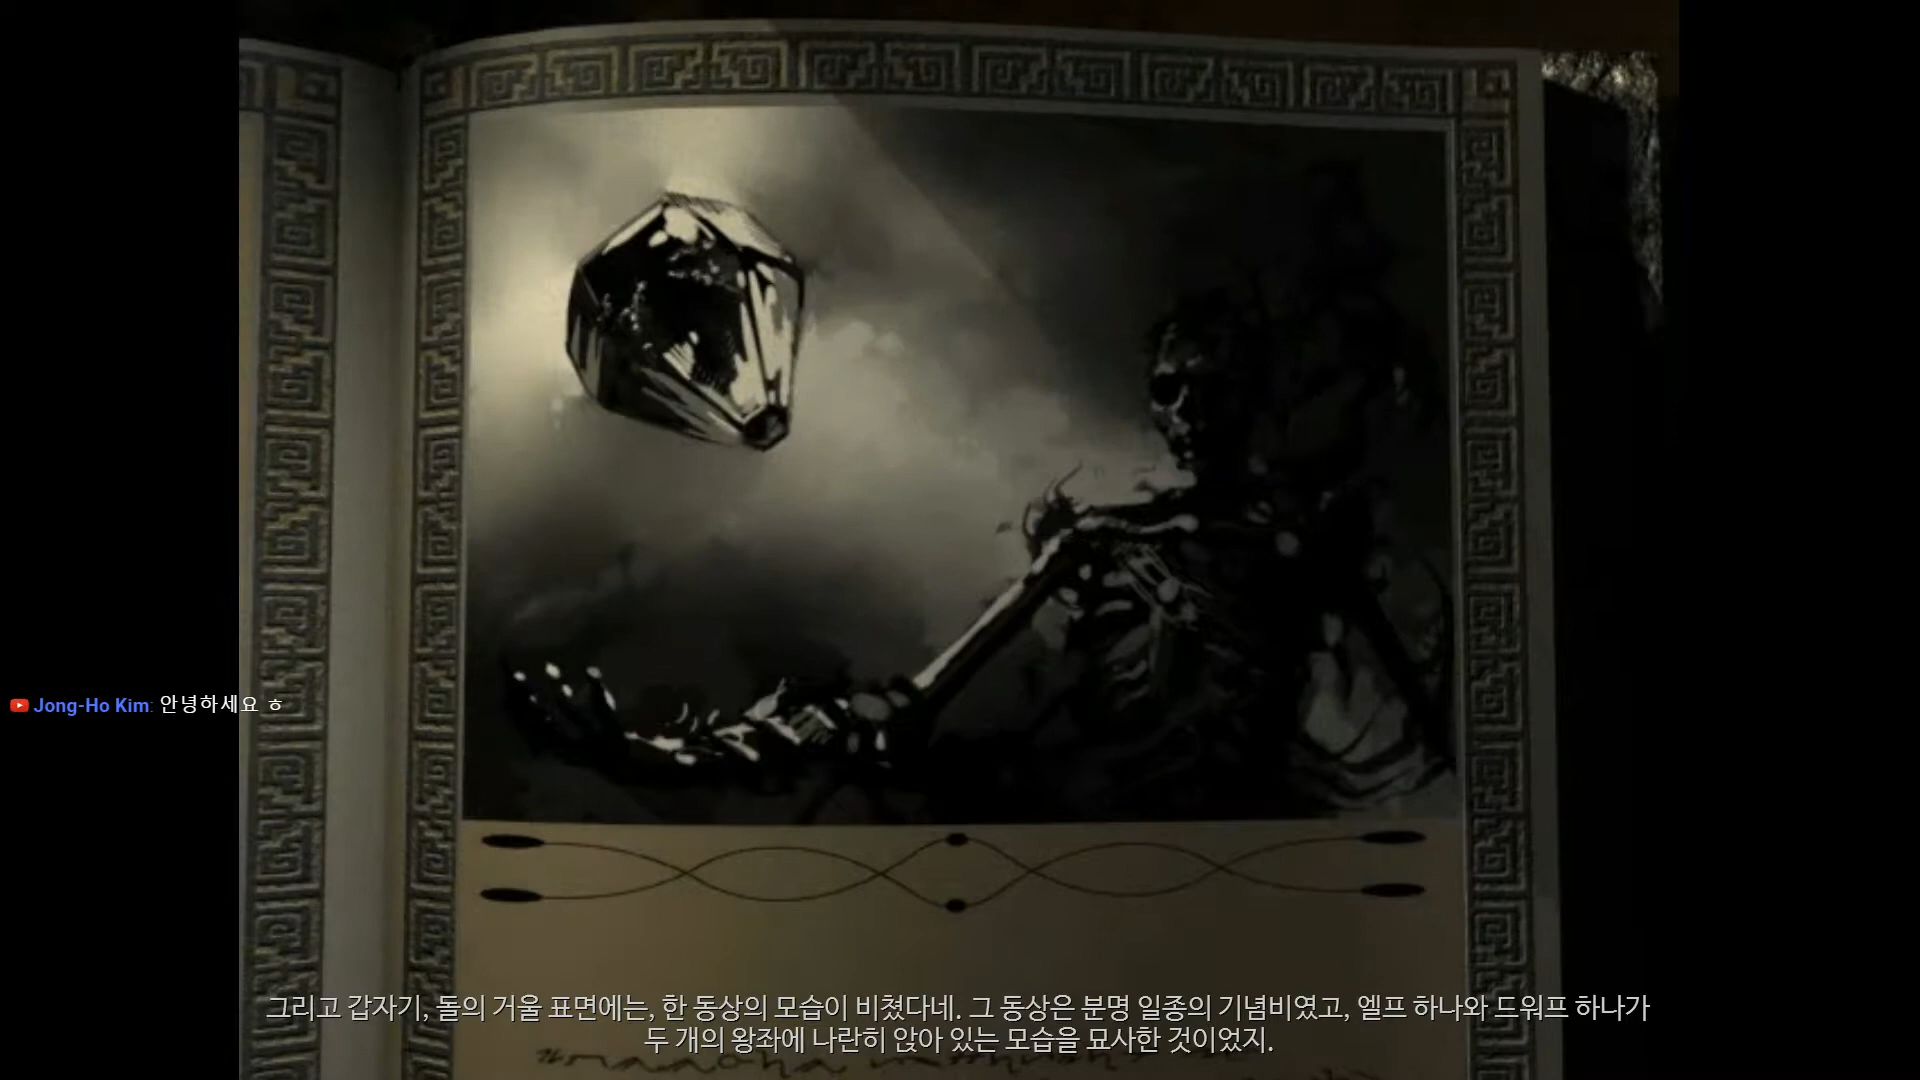 Jong-Ho Kim: 안녕하세요 ㅎ
그리고 갑자기, 돌의 거울 표면에는, 한 동상의 모습이 비쳤다네. 그 동상은 분명 일종의 기념비였고, 엘프 하나와 드워프 하나가
두 개의 왕좌에 나란히 앉아 있는 모습을 묘사한 것이었지.